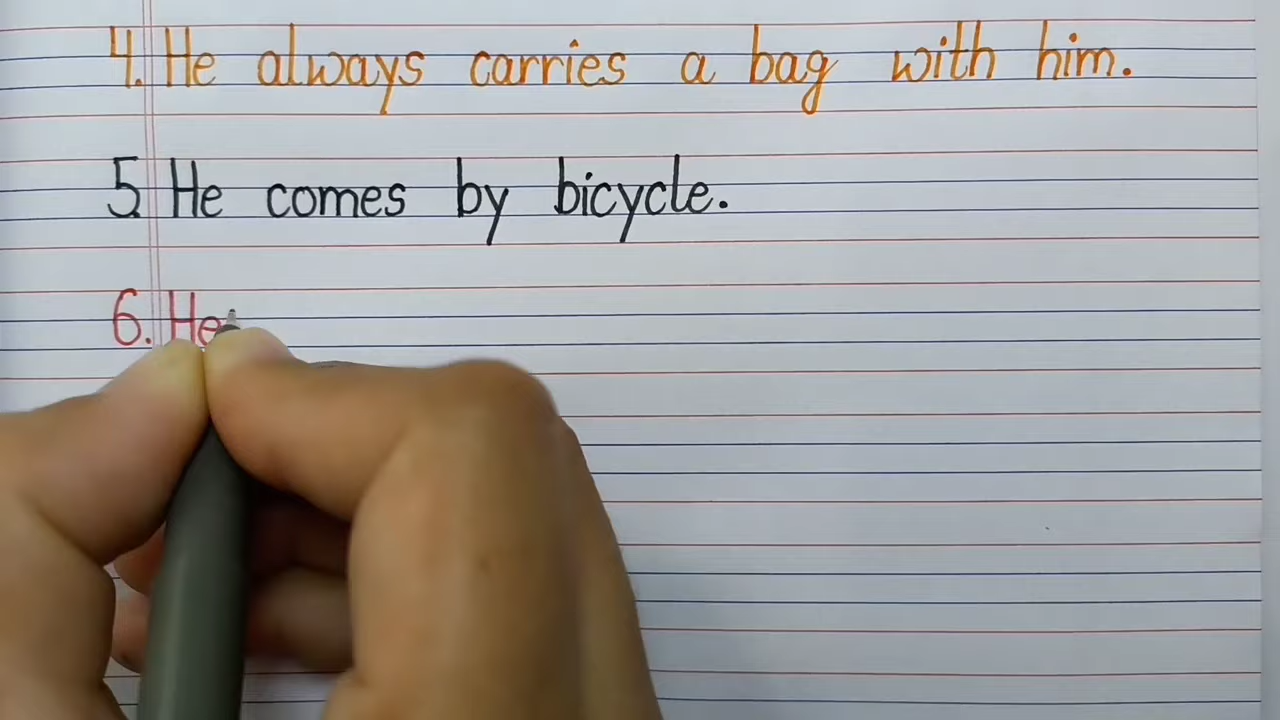 4. He always carries a bag with him.
5. He comes by bicycle.
6. He